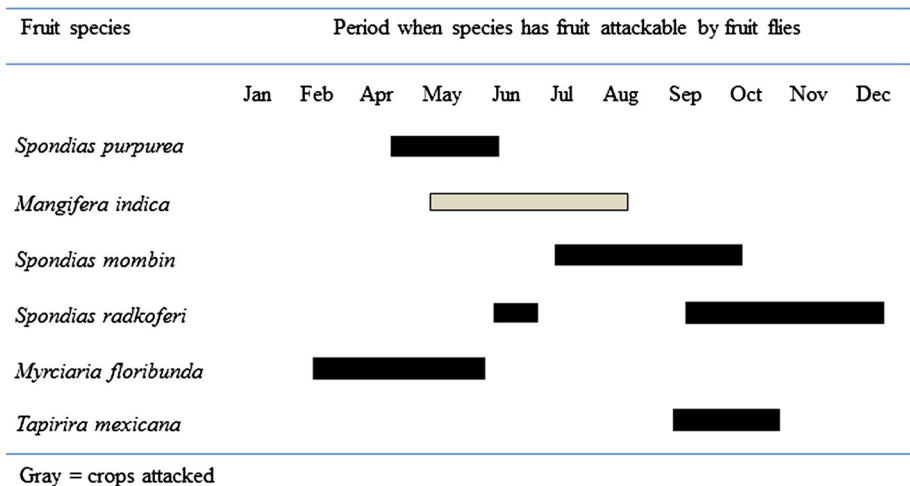 Fruit species Period when species has fruit attackable by fruit flies
Jan Feb Apr May Jun Jul Aug Sep Oct Nov Dec
Spondias purpurea
Mangifera indica
Spondias mombin
Spondias radkoferi
Myrciaria floribunda
Tapirira mexicana
Gray = crops attacked